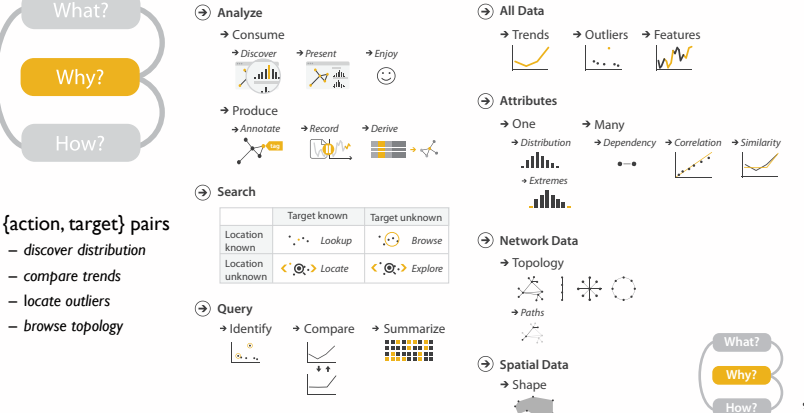 What?
Why?
How?
{action, target} pairs
– discover distribution
– compare trends
– locate outliers
– browse topology
Analyze
Consume
Discover Present Enjoy
Produce
Annotate Record Derive
tag
Search
Target known Target unknown
Location known Lookup Browse
Location unknown Locate Explore
Query
Identify Compare Summarize
All Data
Trends Outliers Features
Attributes
One Many
Distribution Dependency Correlation Similarity
Extremes
Network Data
Topology
Paths
Spatial Data
Shape
What?
Why?
How?